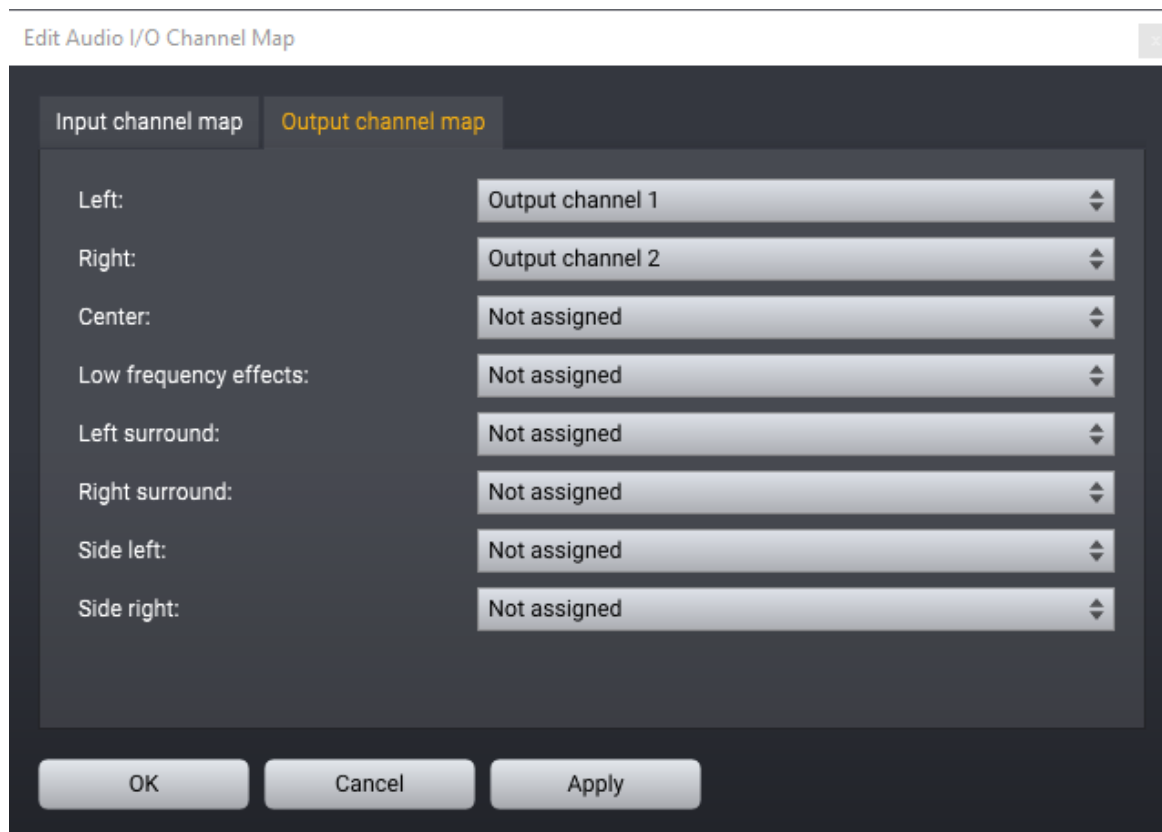 Edit Audio I/O Channel Map
Input channel map Output channel map
Left: Output channel 1
Right: Output channel 2
Center: Not assigned
Low frequency effects: Not assigned
Left surround: Not assigned
Right surround: Not assigned
Side left: Not assigned
Side right: Not assigned
OK Cancel Apply